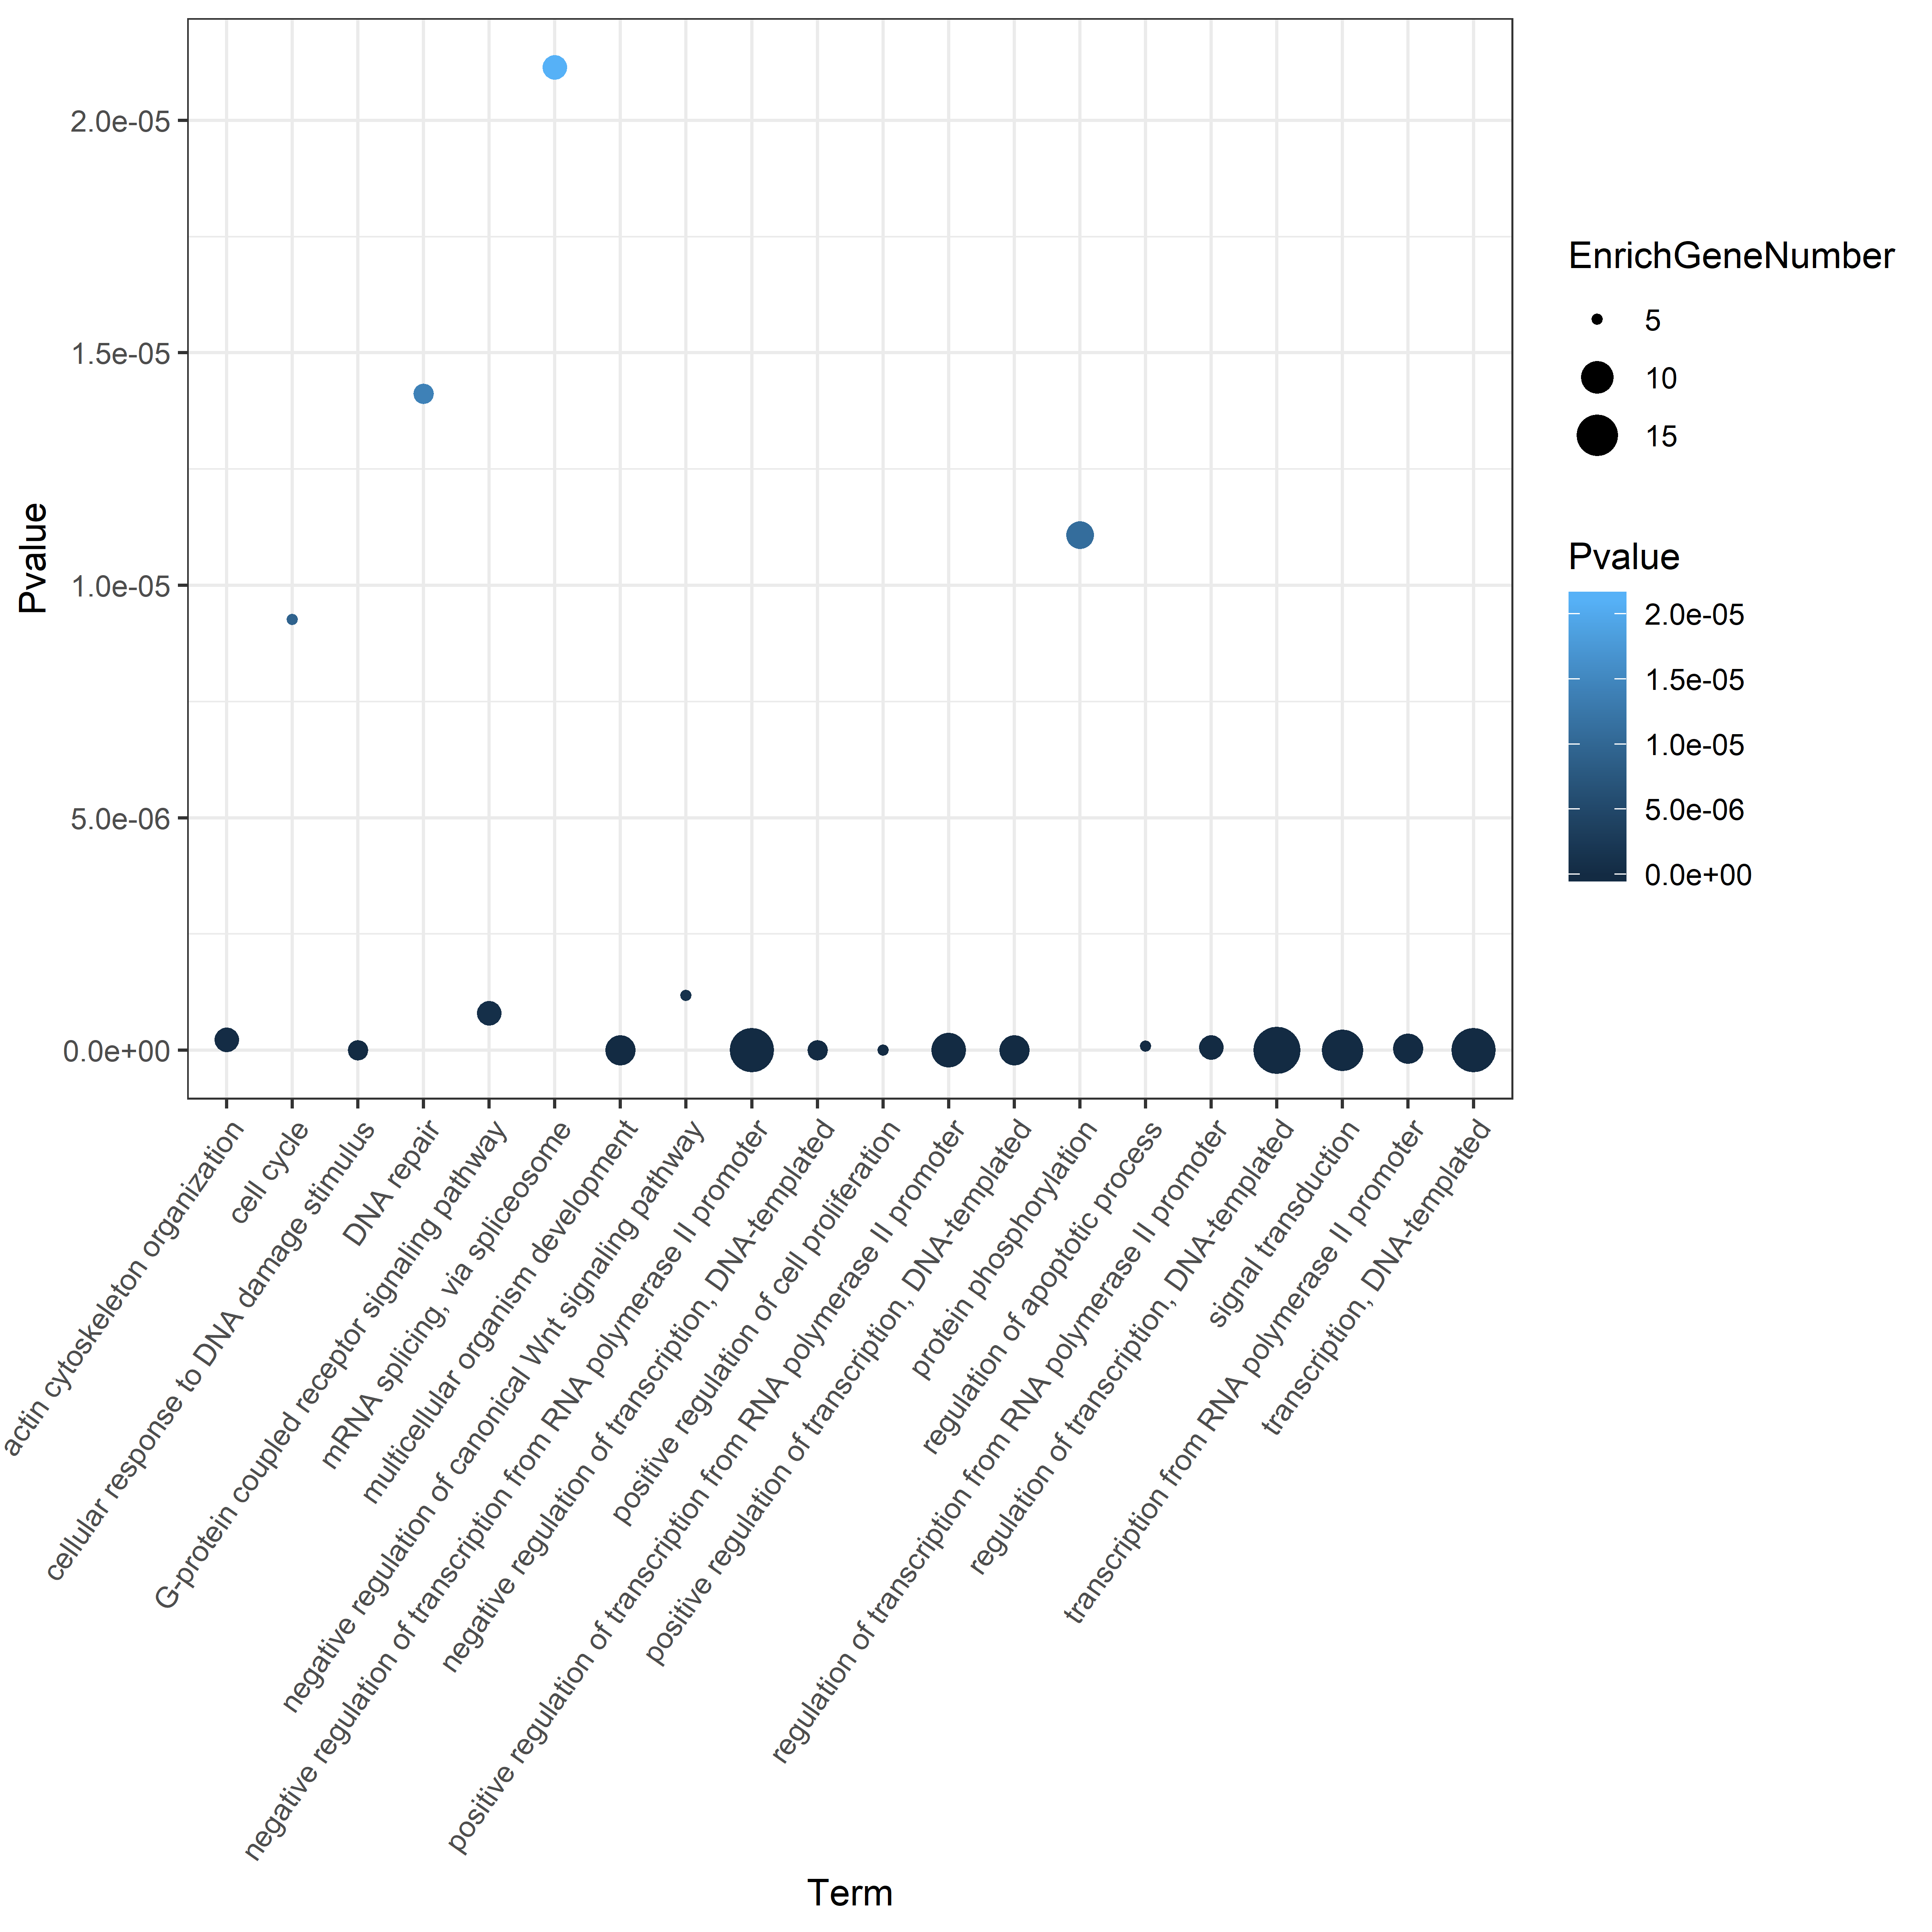 Pvalue
2.0e-05
1.5e-05
1.0e-05
5.0e-06
0.0e+00
actin cytoskeleton organization
cell cycle
cellular response to DNA damage stimulus
DNA repair
G-protein coupled receptor signaling pathway
mRNA splicing, via spliceosome
multicellular organism development
negative regulation of canonical Wnt signaling pathway
negative regulation of transcription from RNA polymerase II promoter
negative regulation of transcription, DNA-templated
positive regulation of cell proliferation
positive regulation of transcription from RNA polymerase II promoter
positive regulation of transcription, DNA-templated
protein phosphorylation
regulation of apoptotic process
regulation of transcription from RNA polymerase II promoter
regulation of transcription, DNA-templated
signal transduction
transcription from RNA polymerase II promoter
transcription, DNA-templated
Term
EnrichGeneNumber
5
10
15
Pvalue
2.0e-05
1.5e-05
1.0e-05
5.0e-06
0.0e+00